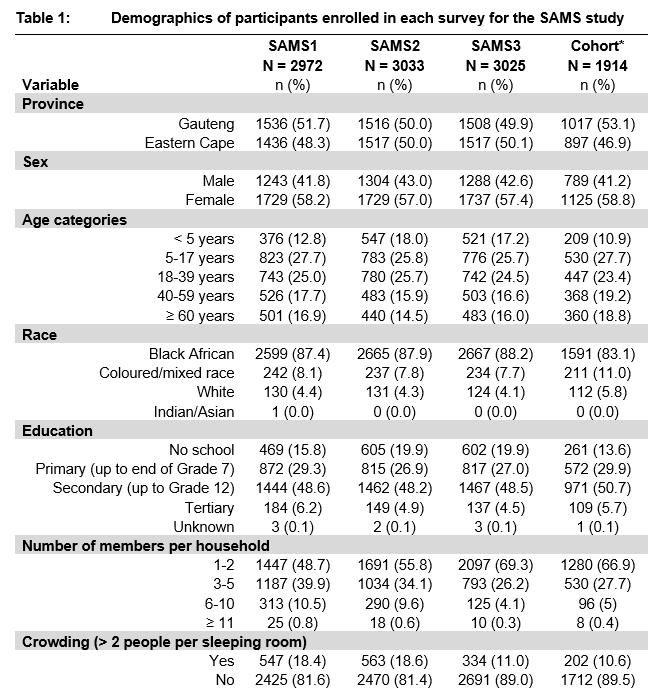 Table 1: Demographics of participants enrolled in each survey for the SAMS study
SAMS1 SAMS2 SAMS3 Cohort*
N = 2972 N = 3033 N = 3025 N = 1914
Variable n (%) n (%) n (%) n (%)
Province
Gauteng 1536 (51.7) 1516 (50.0) 1508 (49.9) 1017 (53.1)
Eastern Cape 1436 (48.3) 1517 (50.0) 1517 (50.1) 897 (46.9)
Sex
Male 1243 (41.8) 1304 (43.0) 1288 (42.6) 789 (41.2)
Female 1729 (58.2) 1729 (57.0) 1737 (57.4) 1125 (58.8)
Age categories
< 5 years 376 (12.8) 547 (18.0) 521 (17.2) 209 (10.9)
5-17 years 823 (27.7) 783 (25.8) 776 (25.7) 530 (27.7)
18-39 years 743 (25.0) 780 (25.7) 742 (24.5) 447 (23.4)
40-59 years 526 (17.7) 483 (15.9) 503 (16.6) 368 (19.2)
≥ 60 years 501 (16.9) 440 (14.5) 483 (16.0) 360 (18.8)
Race
Black African 2599 (87.4) 2665 (87.9) 2667 (88.2) 1591 (83.1)
Coloured/mixed race 242 (8.1) 237 (7.8) 234 (7.7) 211 (11.0)
White 130 (4.4) 131 (4.3) 124 (4.1) 112 (5.8)
Indian/Asian 1 (0.0) 0 (0.0) 0 (0.0) 0 (0.0)
Education
No school 469 (15.8) 605 (19.9) 602 (19.9) 261 (13.6)
Primary (up to end of Grade 7) 872 (29.3) 815 (26.9) 817 (27.0) 572 (29.9)
Secondary (up to Grade 12) 1444 (48.6) 1462 (48.2) 1467 (48.5) 971 (50.7)
Tertiary 184 (6.2) 149 (4.9) 137 (4.5) 109 (5.7)
Unknown 3 (0.1) 2 (0.1) 3 (0.1) 1 (0.1)
Number of members per household
1-2 1447 (48.7) 1691 (55.8) 2097 (69.3) 1280 (66.9)
3-5 1187 (39.9) 1034 (34.1) 793 (26.2) 530 (27.7)
6-10 313 (10.5) 290 (9.6) 125 (4.1) 96 (5)
≥ 11 25 (0.8) 18 (0.6) 10 (0.3) 8 (0.4)
Crowding (> 2 people per sleeping room)
Yes 547 (18.4) 563 (18.6) 334 (11.0) 202 (10.6)
No 2425 (81.6) 2470 (81.4) 2691 (89.0) 1712 (89.5)